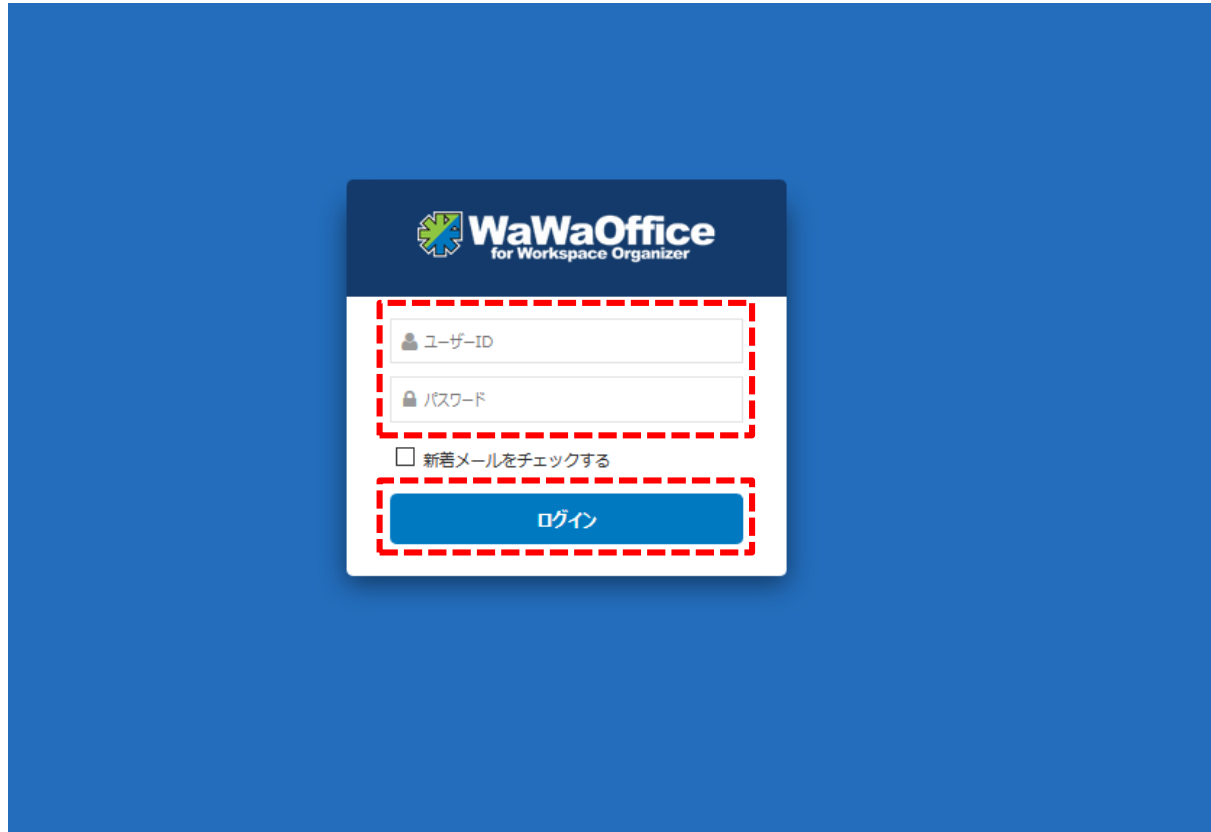 WaWaOffice
for Workspace Organizer
ユーザーID
パスワード
新着メールをチェックする
ログイン